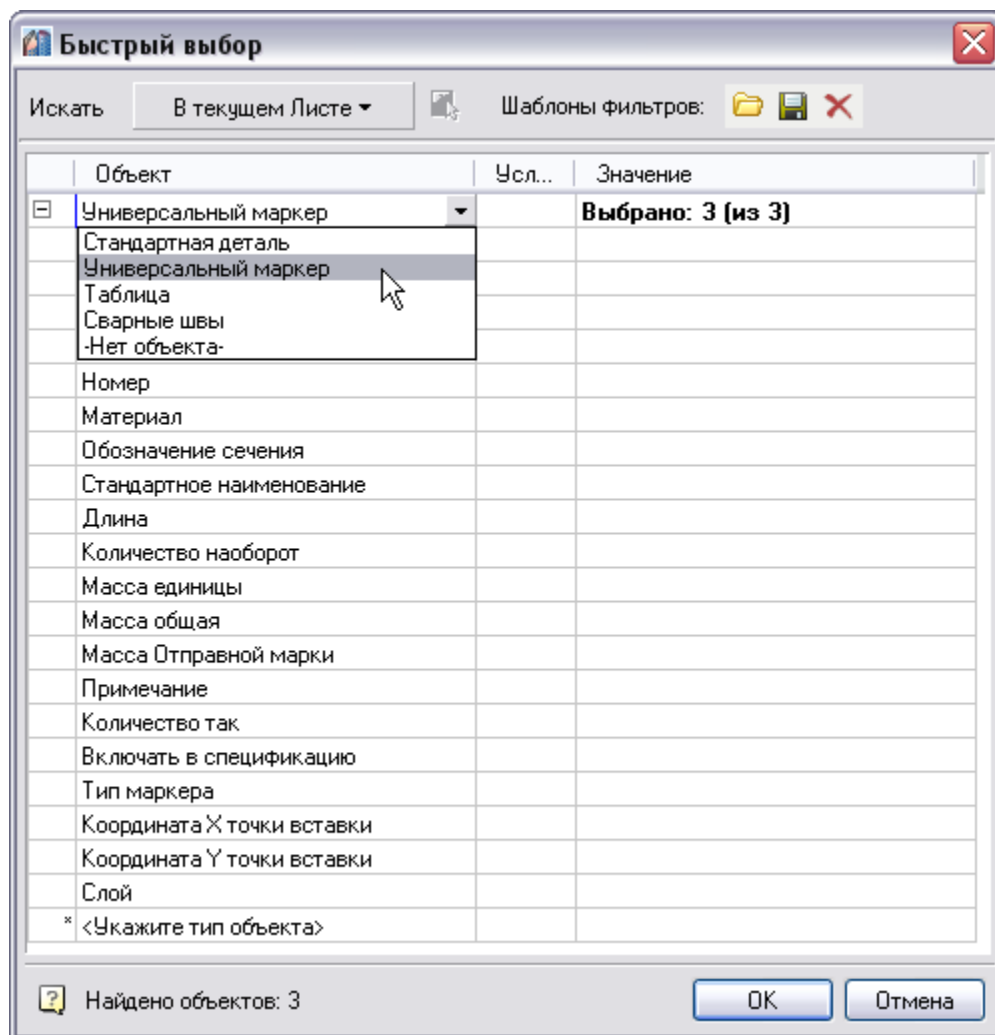 Быстрый выбор
Искать В текущем Листе Шаблоны фильтров:
Объект Усл... Значение
Универсальный маркер Выбрано: 3 (из 3)
Стандартная деталь
Универсальный маркер
Таблица
Сварные швы
-Нет объекта-
Номер
Материал
Обозначение сечения
Стандартное наименование
Длина
Количество наоборот
Масса единицы
Масса общая
Масса Отправной марки
Примечание
Количество так
Включать в спецификацию
Тип маркера
Координата X точки вставки
Координата Y точки вставки
Слой
* <Укажите тип объекта>
Найдено объектов: 3 OK Отмена